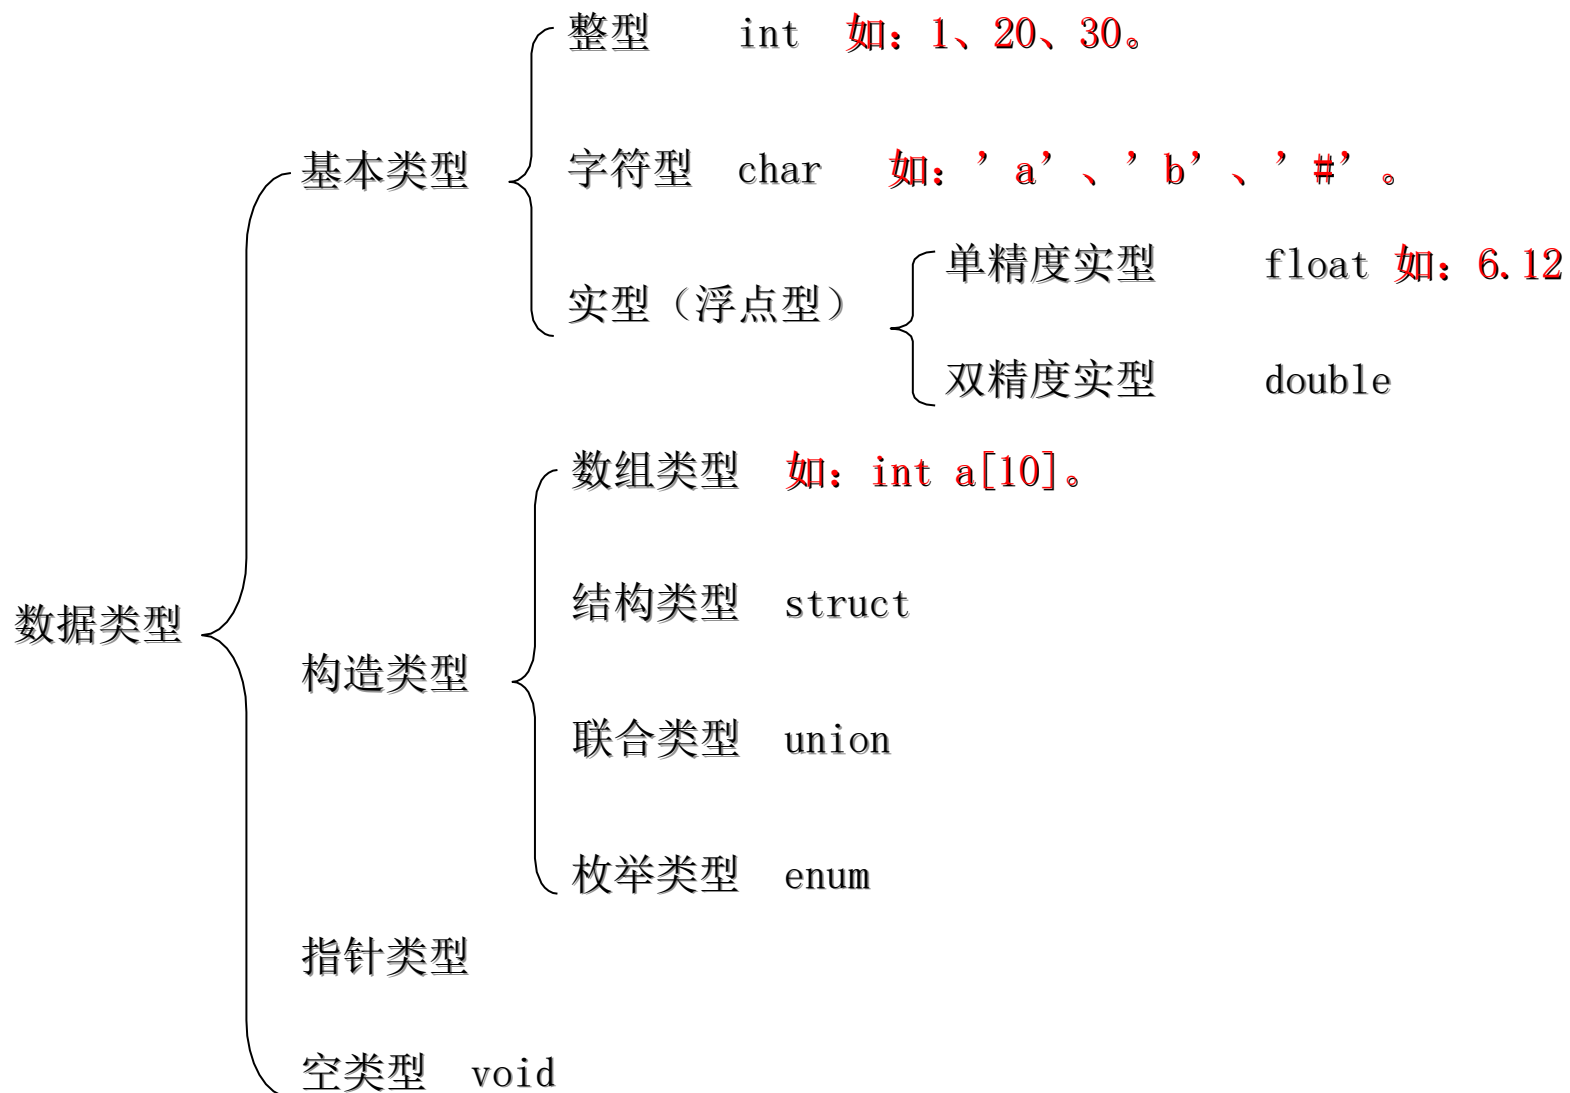 整型 int 如：1、20、30。
基本类型 字符型 char 如：’a’、’b’、’#’。
单精度实型 float 如：6.12
实型（浮点型）
双精度实型 double
数组类型 如：int a[10]。
结构类型 struct
数据类型
构造类型
联合类型 union
枚举类型 enum
指针类型
空类型 void